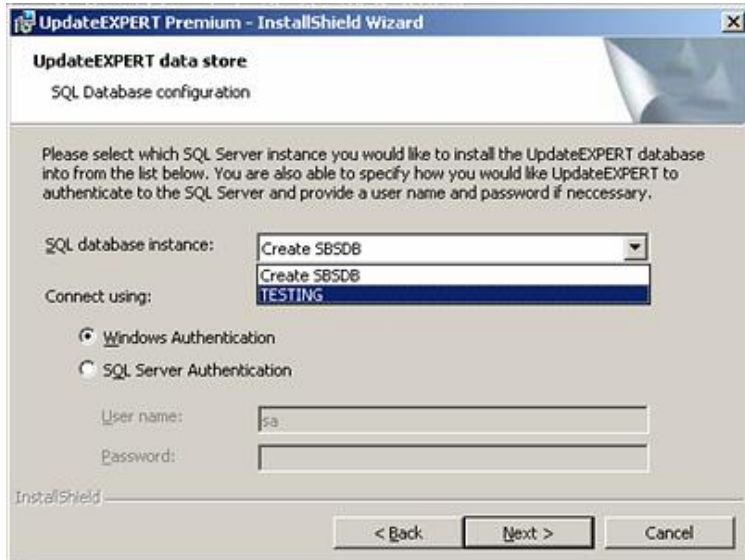 UpdateEXPERT Premium - InstallShield Wizard
UpdateEXPERT data store
SQL Database configuration
Please select which SQL Server instance you would like to install the UpdateEXPERT database
into from the list below. You are also able to specify how you would like UpdateEXPERT to
authenticate to the SQL Server and provide a user name and password if neccessary.
SQL database instance:
Create SBSDB
Create SBSDB
TESTING
Connect using:
Windows Authentication
SQL Server Authentication
User name:
sa
Password:
InstallShield
< Back
Next >
Cancel